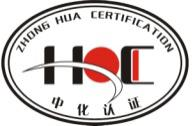 ZHONG HUA CERTIFICATION
HQC
中化认证